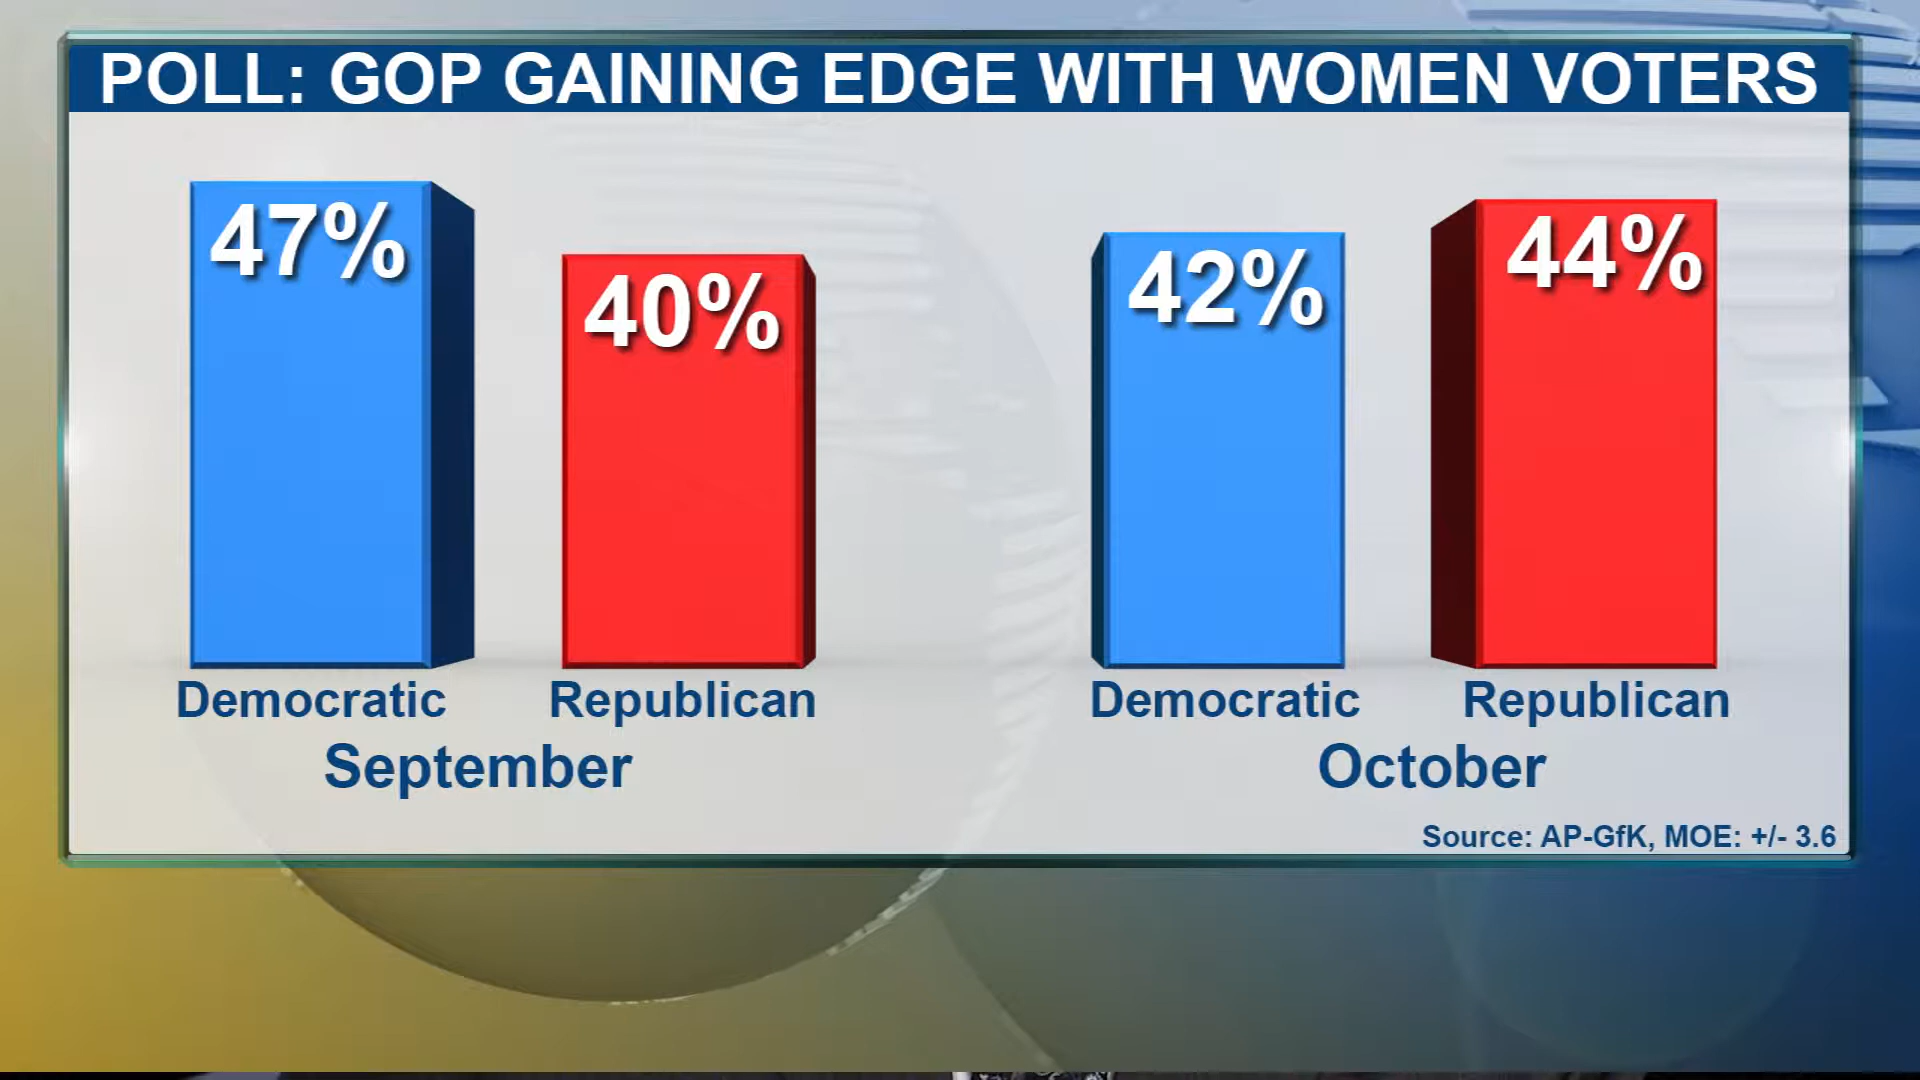 POLL: GOP GAINING EDGE WITH WOMEN VOTERS
47%
40%
42%
44%
Democratic
Republican
Democratic
Republican
September
October
Source: AP-GfK, MOE: +/- 3.6